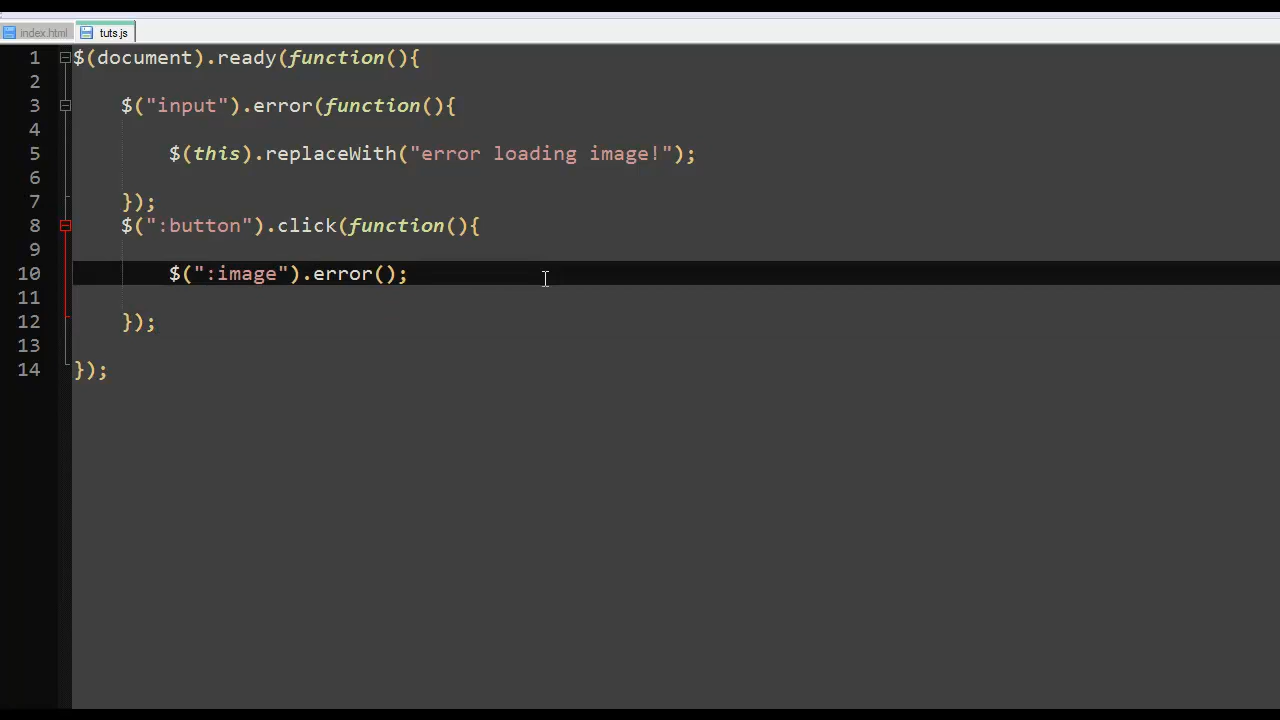 index.html tuts.js
1 $(document).ready(function(){
2
3 $("input").error(function(){
4
5 $(this).replaceWith("error loading image!");
6
7 });
8 $(":button").click(function(){
9
10 $(":image").error();
11
12 });
13
14 });